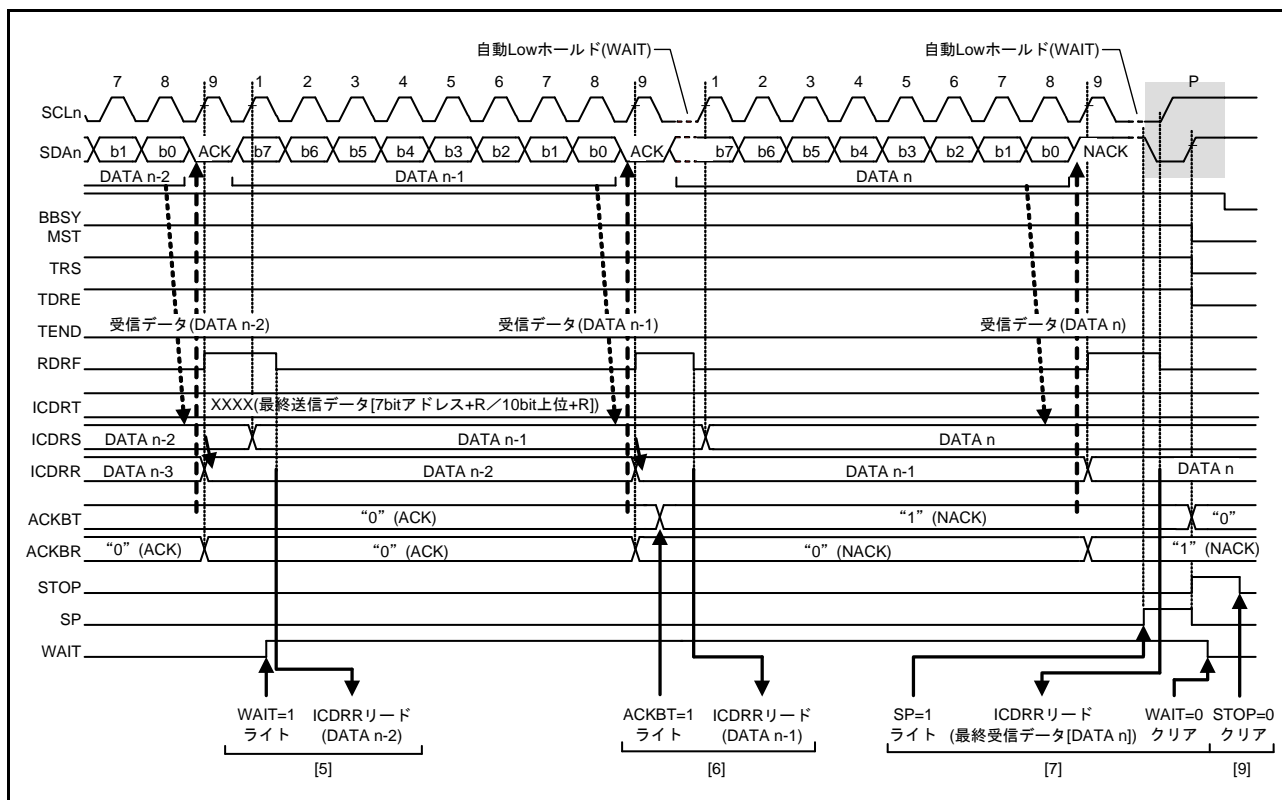 自動Lowホールド(WAIT) 自動Lowホールド(WAIT)
7 8 9 1 2 3 4 5 6 7 8 9 1 2 3 4 5 6 7 8 9 P
SCLn
SDAn b1 b0 ACK b7 b6 b5 b4 b3 b2 b1 b0 ACK b7 b6 b5 b4 b3 b2 b1 b0 NACK
DATA n-2 DATA n-1 DATA n
BBSY
MST
TRS
TDRE
TEND
受信データ(DATA n-2) 受信データ(DATA n-1) 受信データ(DATA n)
RDRF
ICDRT XXXX(最終送信データ[7bitアドレス+R/10bit上位+R])
ICDRS DATA n-2 DATA n-1 DATA n
ICDRR DATA n-3 DATA n-2 DATA n-1 DATA n
ACKBT “0” (ACK) “1” (NACK) “0”
ACKBR “0” (ACK) “0” (ACK) “0” (NACK) “1” (NACK)
STOP
SP
WAIT
WAIT=1 ICDRRリード ACKBT=1 ICDRRリード SP=1 ICDRRリード WAIT=0 STOP=0
ライト (DATA n-2) ライト (DATA n-1) ライト (最終受信データ[DATA n]) クリア クリア
[5] [6] [7] [9]